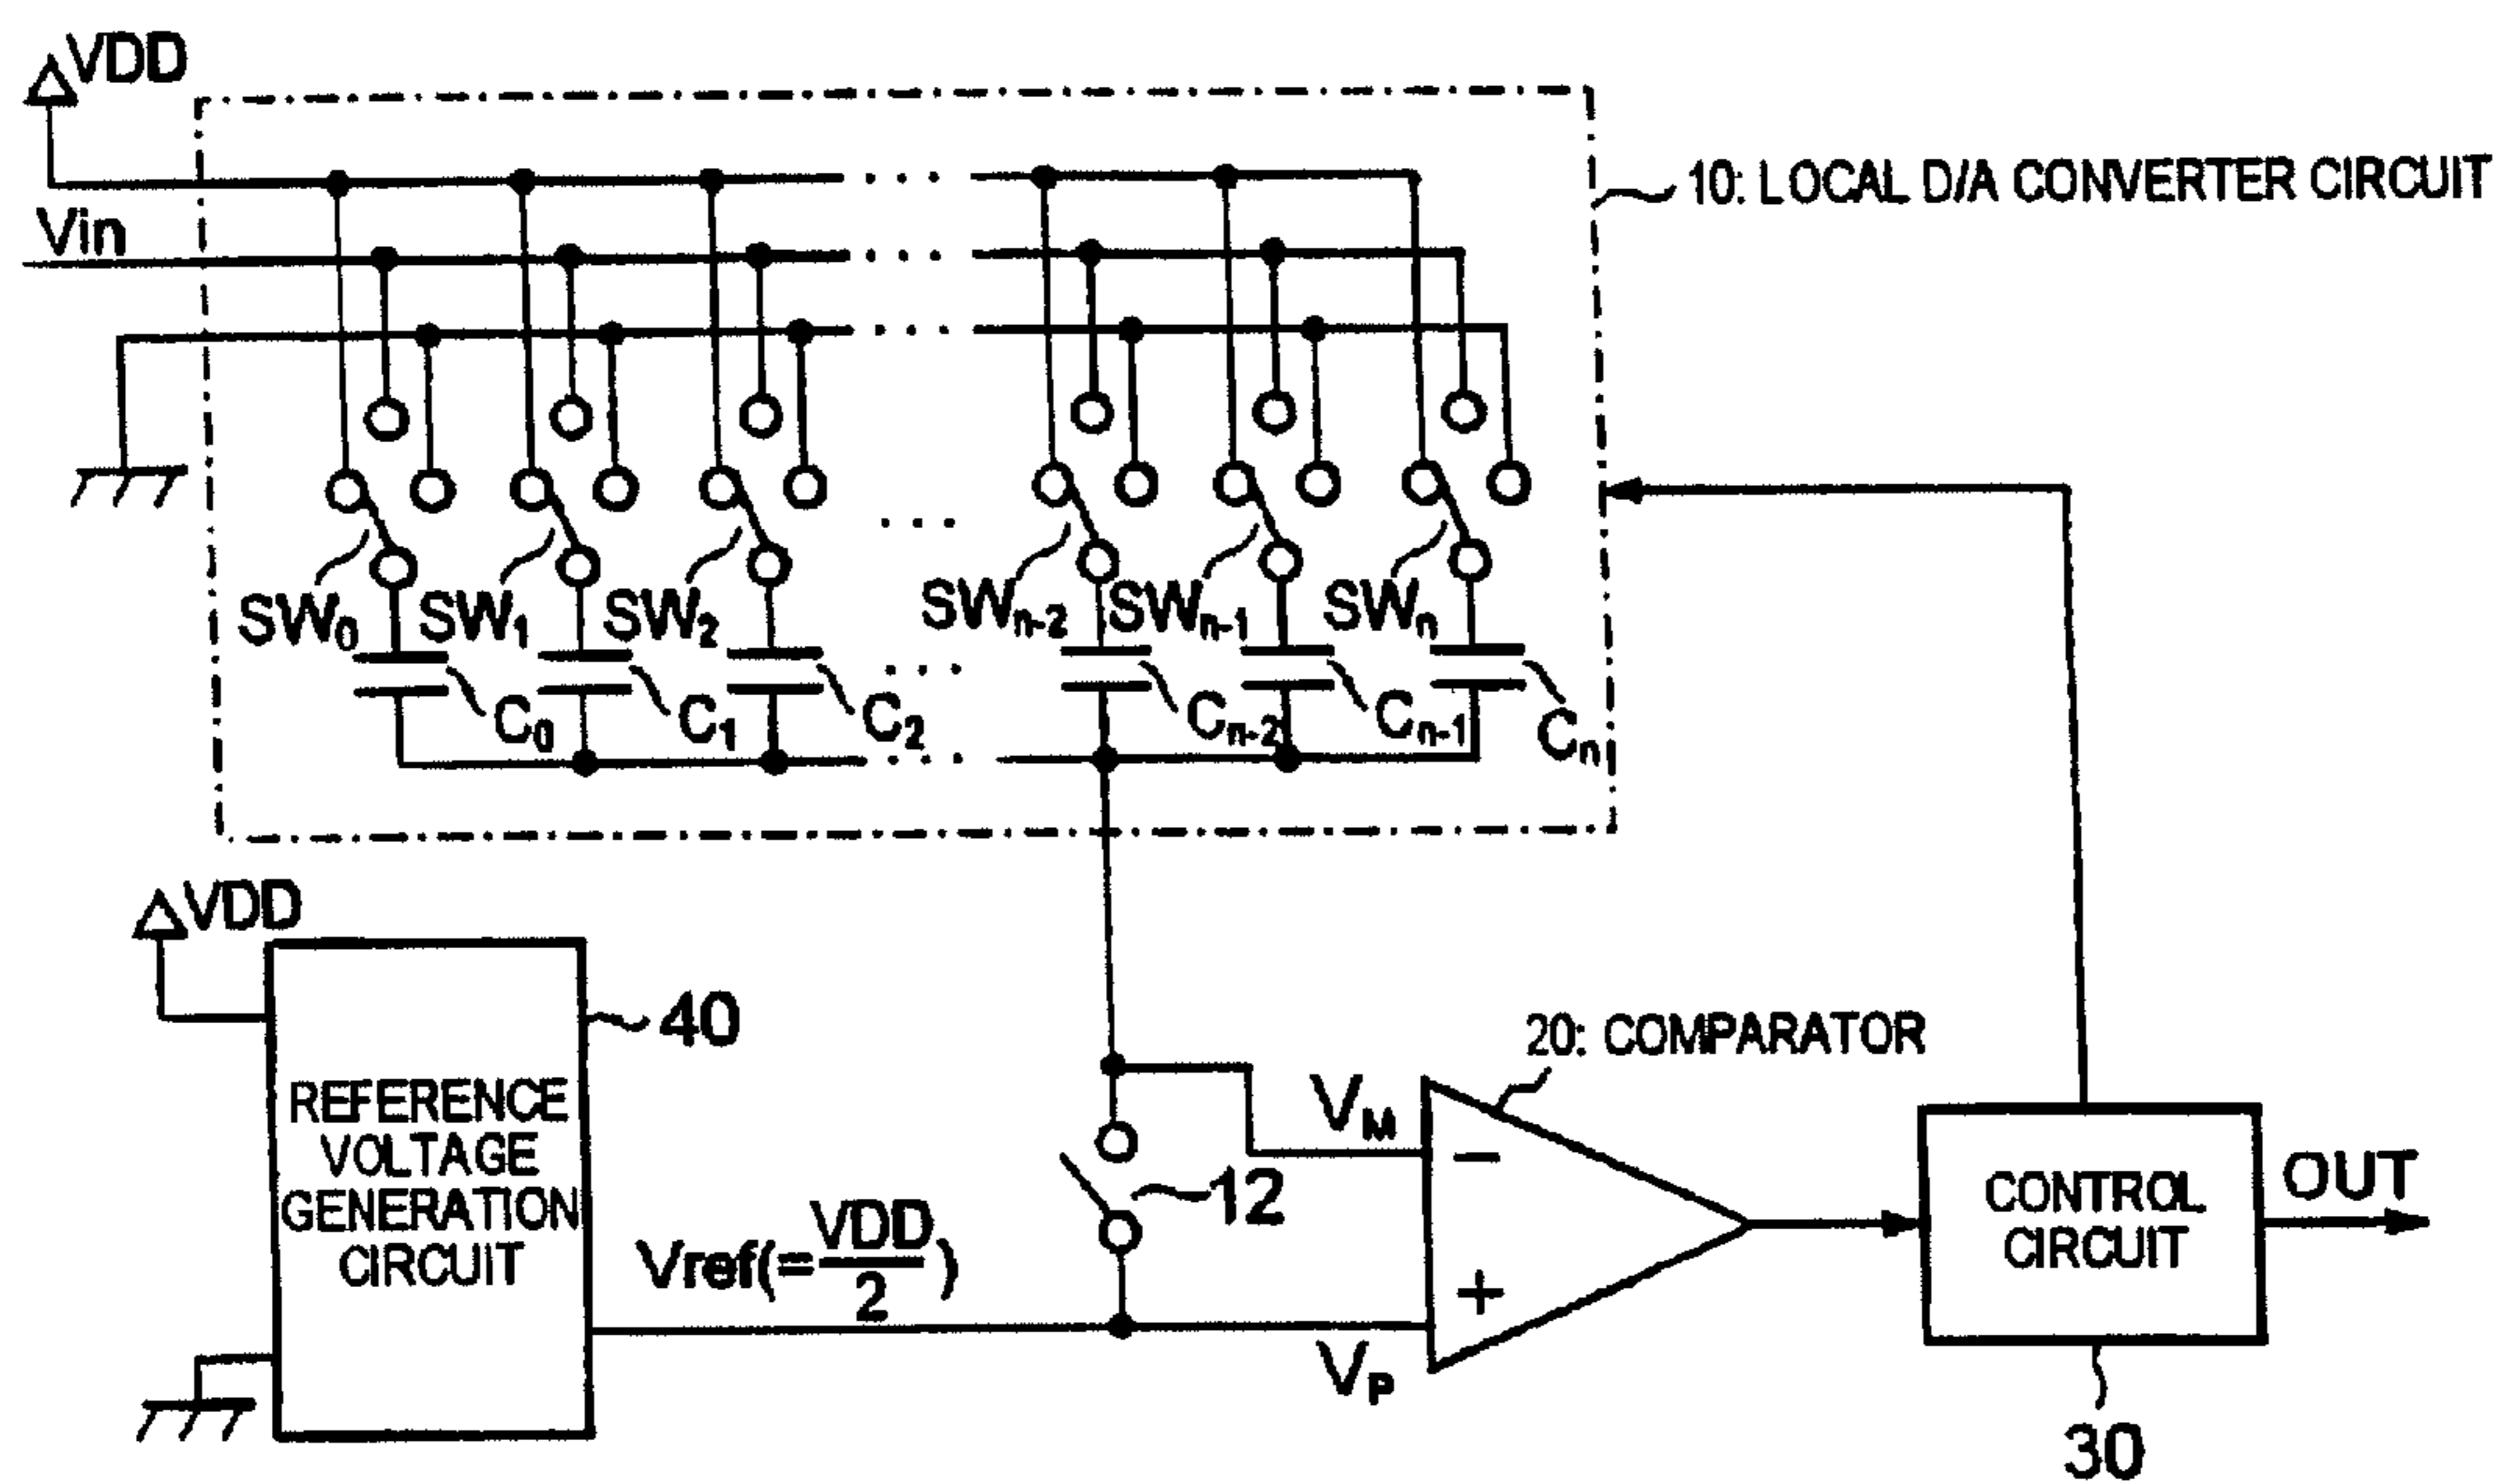 VDD
10: LOCAL D/A CONVERTER CIRCUIT
Vin
SW0 SW1 SW2 SWn-2 SWn-1 SWn
C0 C1 C2 Cn-2 Cn-1 Cn
VDD
40
REFERENCE
VOLTAGE
GENERATION
CIRCUIT
Vref(=VDD/2)
12
20: COMPARATOR
VM
−
+
VP
CONTROL
CIRCUIT
OUT
30